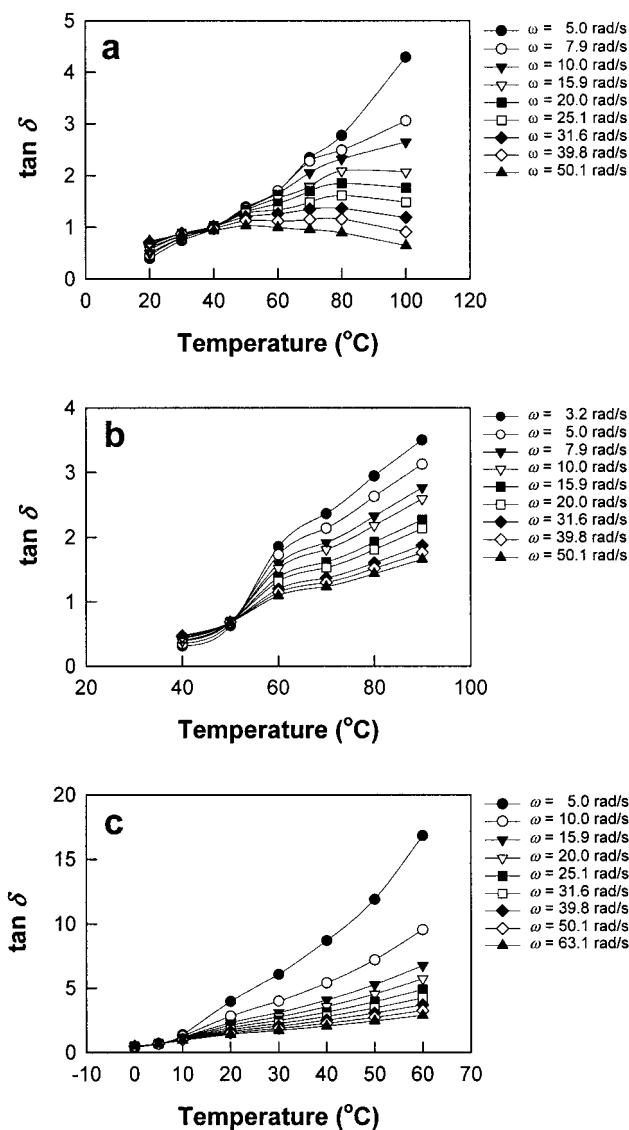 a
tan δ
5
4
3
2
1
0
0 20 40 60 80 100 120
Temperature (°C)
ω = 5.0 rad/s
ω = 7.9 rad/s
ω = 10.0 rad/s
ω = 15.9 rad/s
ω = 20.0 rad/s
ω = 25.1 rad/s
ω = 31.6 rad/s
ω = 39.8 rad/s
ω = 50.1 rad/s
b
tan δ
4
3
2
1
0
20 40 60 80 100
Temperature (°C)
ω = 3.2 rad/s
ω = 5.0 rad/s
ω = 7.9 rad/s
ω = 10.0 rad/s
ω = 15.9 rad/s
ω = 20.0 rad/s
ω = 31.6 rad/s
ω = 39.8 rad/s
ω = 50.1 rad/s
c
tan δ
20
15
10
5
0
-10 0 10 20 30 40 50 60 70
Temperature (°C)
ω = 5.0 rad/s
ω = 10.0 rad/s
ω = 15.9 rad/s
ω = 20.0 rad/s
ω = 25.1 rad/s
ω = 31.6 rad/s
ω = 39.8 rad/s
ω = 50.1 rad/s
ω = 63.1 rad/s